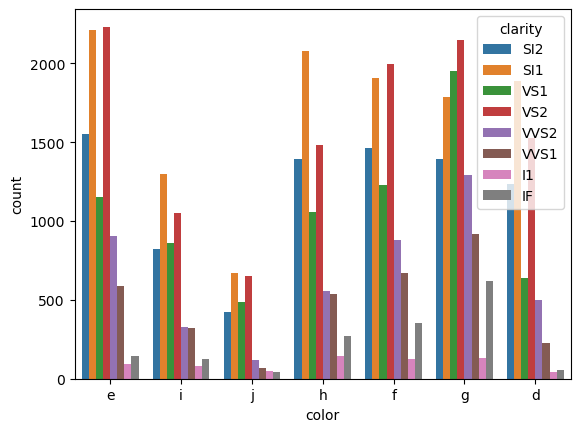 clarity
SI2
SI1
VS1
VS2
VVS2
VVS1
I1
IF
2000
1500
1000
500
0
count
e i j h f g d
color